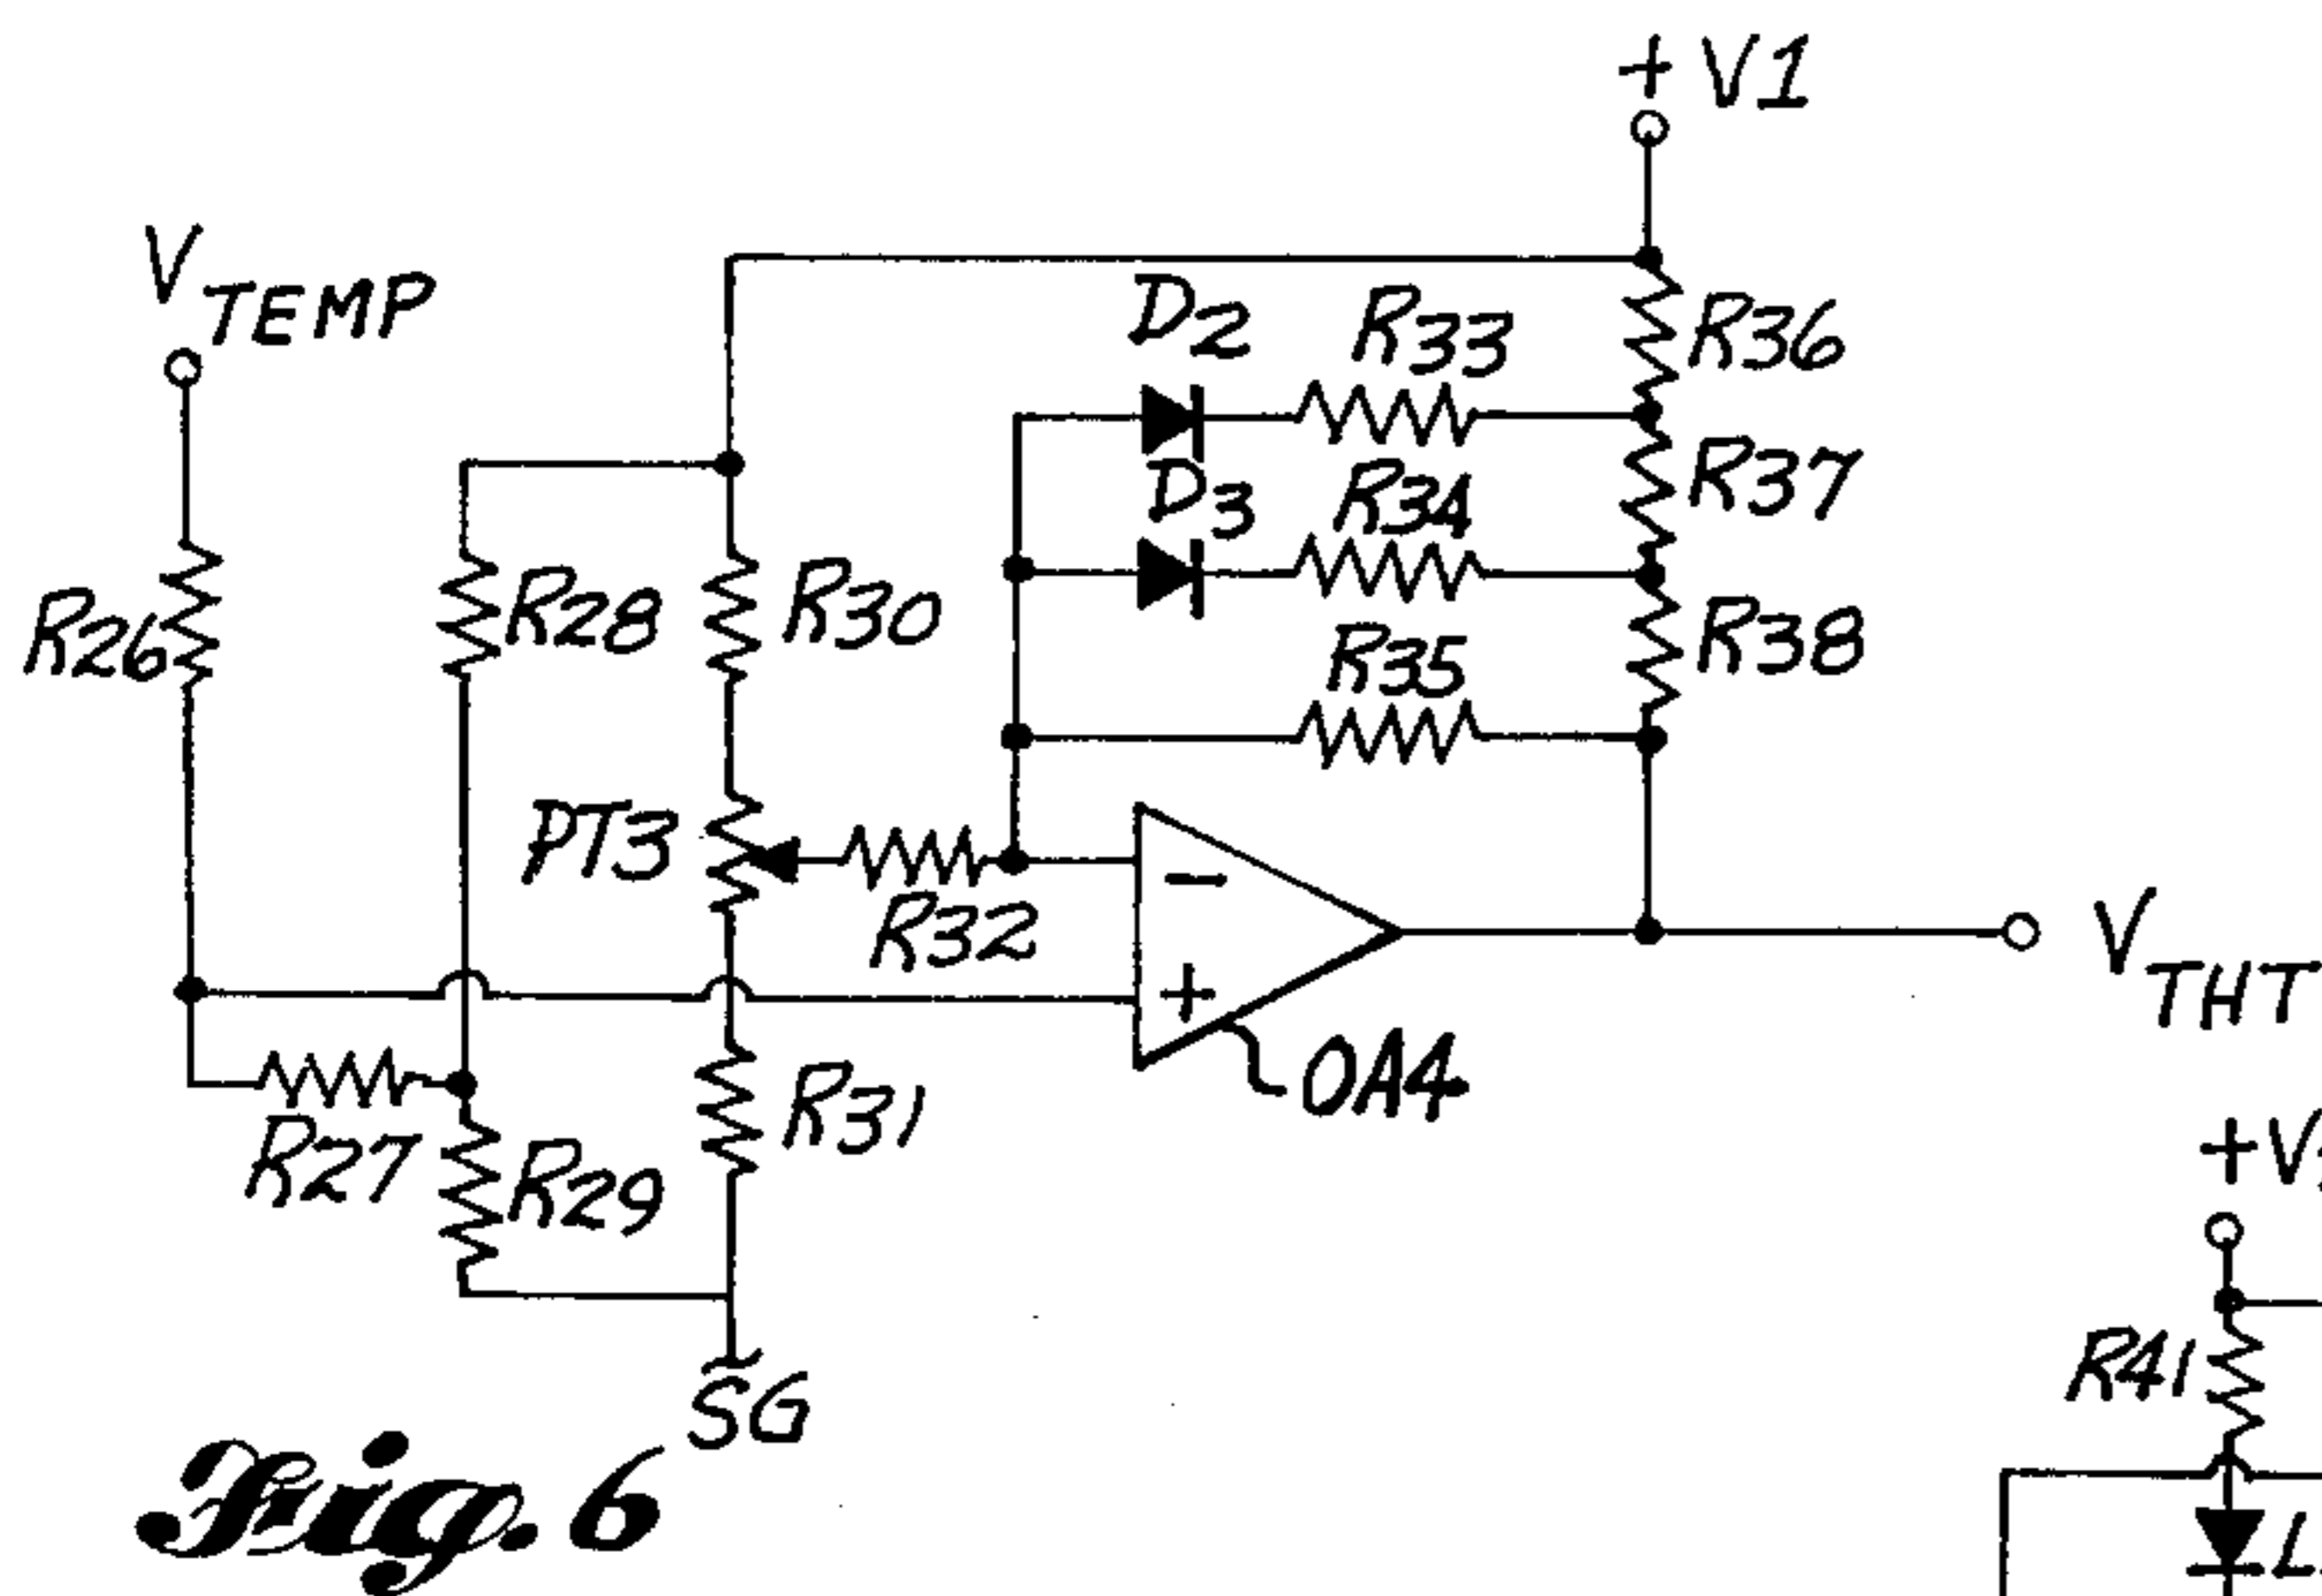 + V1
V TEMP
D2
R33
R36
D3
R34
R37
R26
R28
R30
R35
R38
PT3
R32
-
+
V THT
OA4
R27
R29
R31
+V
SG
R41
L
Fig. 6